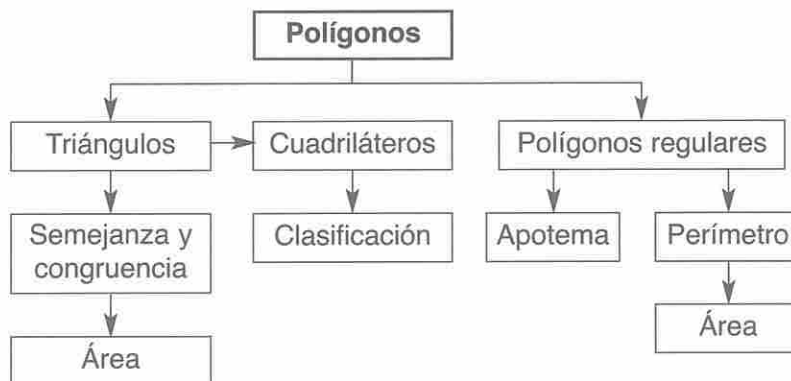 Polígonos
Triángulos
Cuadriláteros
Polígonos regulares
Semejanza y
congruencia
Clasificación
Apotema
Perímetro
Área
Área